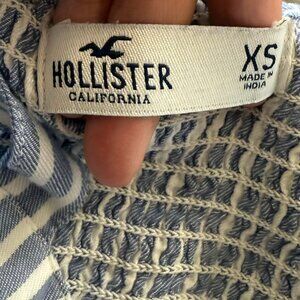 HOLLISTER
CALIFORNIA
XS
MADE IN
INDIA